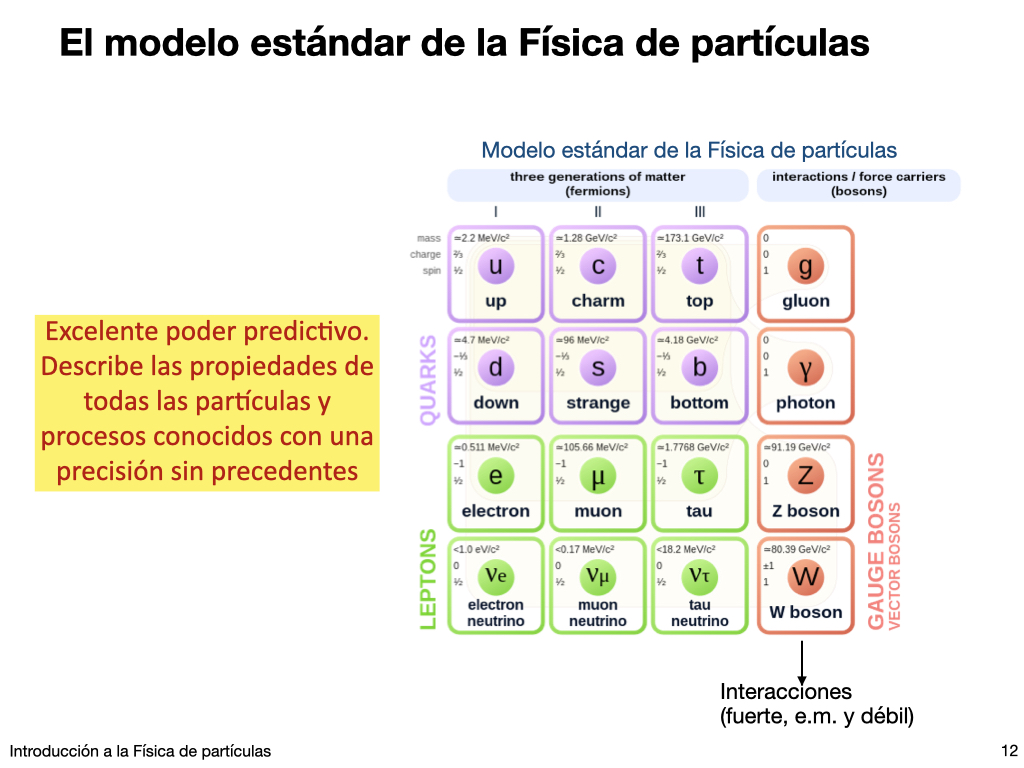 El modelo estándar de la Física de partículas
Modelo estándar de la Física de partículas
three generations of matter
(fermions)
interactions / force carriers
(bosons)
I II III
mass
charge
spin
≃2.2 MeV/c²
⅔
½
u
up
≃1.28 GeV/c²
⅔
½
c
charm
≃173.1 GeV/c²
⅔
½
t
top
0
0
1
g
gluon
QUARKS
≃4.7 MeV/c²
−⅓
½
d
down
≃96 MeV/c²
−⅓
½
s
strange
≃4.18 GeV/c²
−⅓
½
b
bottom
0
0
1
γ
photon
Excelente poder predictivo.
Describe las propiedades de
todas las partículas y
procesos conocidos con una
precisión sin precedentes
LEPTONS
≃0.511 MeV/c²
−1
½
e
electron
≃105.66 MeV/c²
−1
½
μ
muon
≃1.7768 GeV/c²
−1
½
τ
tau
≃91.19 GeV/c²
0
1
Z
Z boson
<1.0 eV/c²
0
½
νe
electron
neutrino
<0.17 MeV/c²
0
½
νμ
muon
neutrino
<18.2 MeV/c²
0
½
ντ
tau
neutrino
≃80.39 GeV/c²
±1
1
W
W boson
GAUGE BOSONS
VECTOR BOSONS
Interacciones
(fuerte, e.m. y débil)
Introducción a la Física de partículas
12